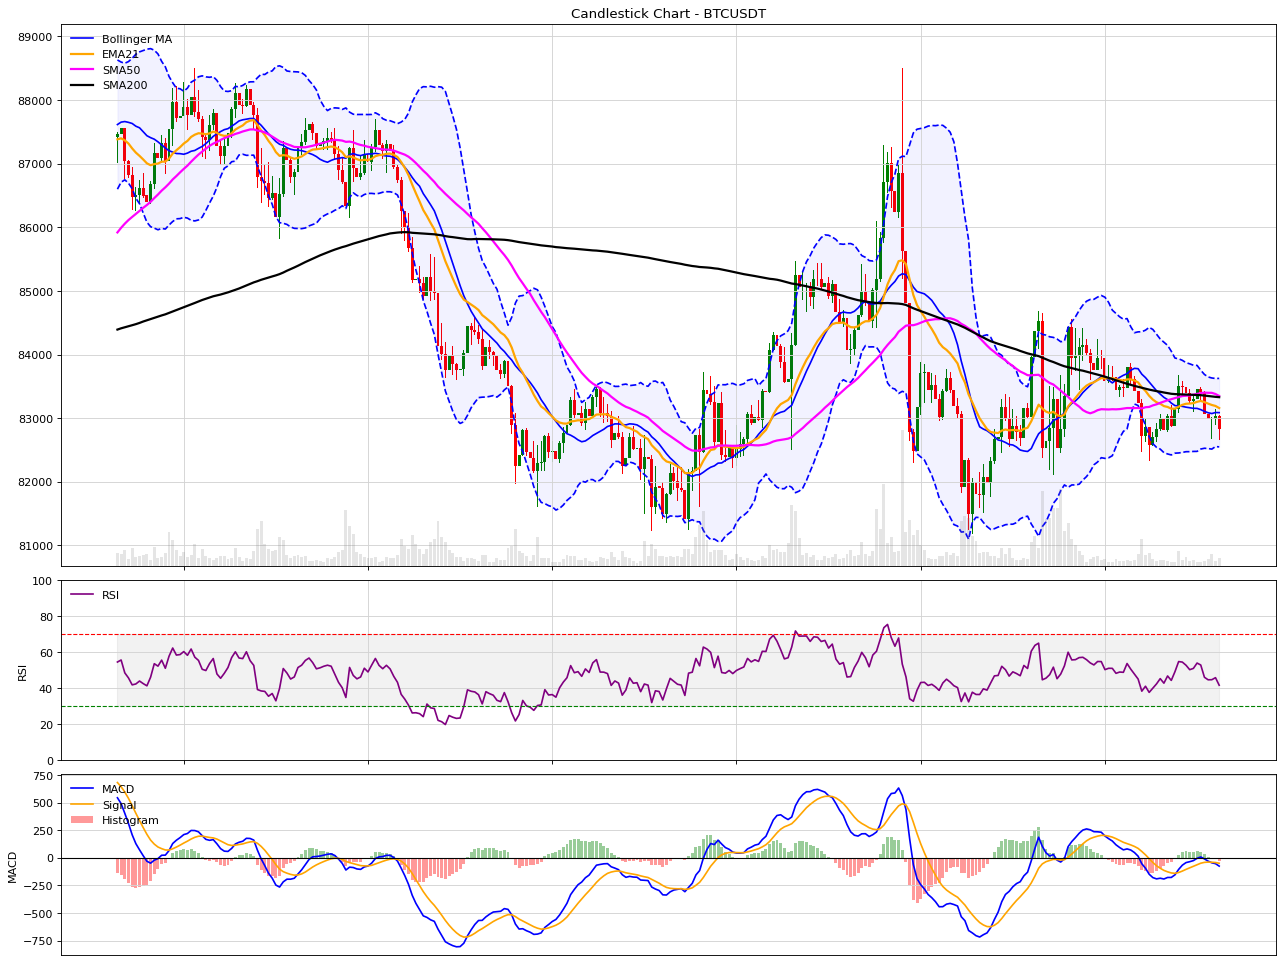 Candlestick Chart - BTCUSDT
89000
88000
87000
86000
85000
84000
83000
82000
81000
Bollinger MA
EMA21
SMA50
SMA200
100
80
60
40
20
0
RSI
RSI
750
500
250
0
−250
−500
−750
MACD
MACD
Signal
Histogram